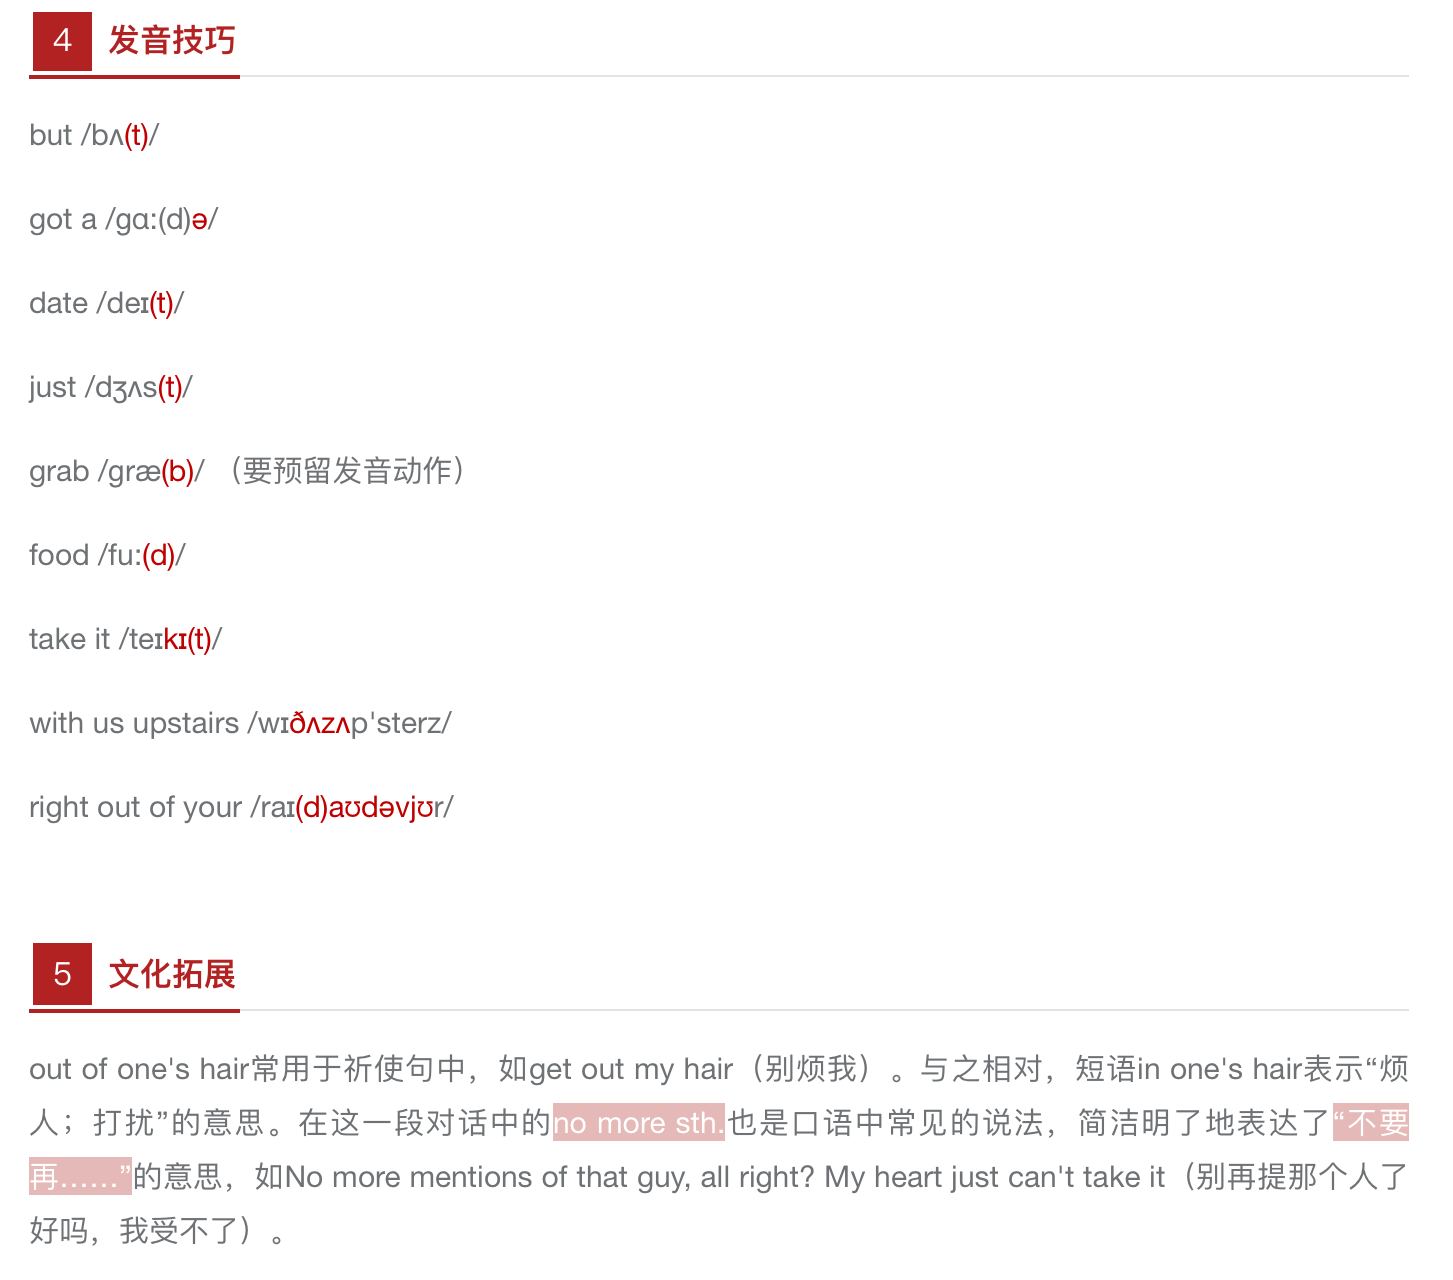 4 发音技巧
but /bʌ(t)/
got a /gɑ:(d)ə/
date /deɪ(t)/
just /dʒʌs(t)/
grab /græ(b)/ （要预留发音动作）
food /fu:(d)/
take it /teɪkɪ(t)/
with us upstairs /wɪðʌzʌp'sterz/
right out of your /raɪ(d)aʊdəvjʊr/
5 文化拓展
out of one's hair常用于祈使句中，如get out my hair（别烦我）。与之相对，短语in one's hair表示“烦
人；打扰”的意思。在这一段对话中的no more sth.也是口语中常见的说法，简洁明了地表达了“不要
再……”的意思，如No more mentions of that guy, all right? My heart just can't take it（别再提那个人了
好吗，我受不了）。